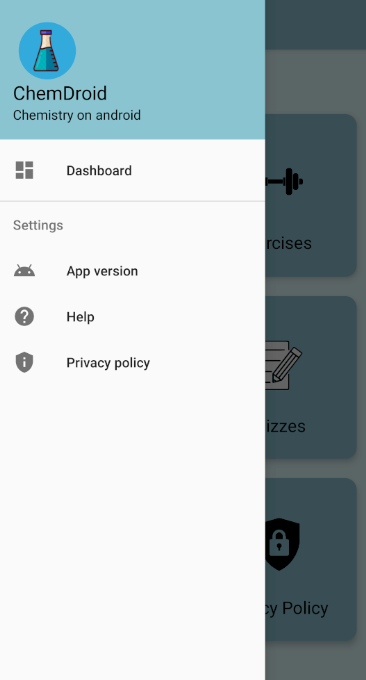 ChemDroid
Chemistry on android
Dashboard
Settings
App version
Help
Privacy policy
rcises
izzes
cy Policy